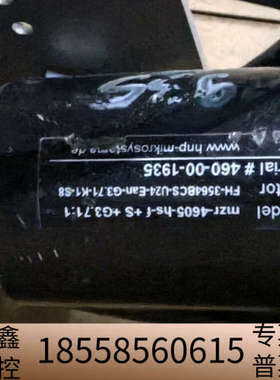 del mzr-4605-hs-f + S +G3.71:1
tor FH-3564BCS-U24-Ean-G3.71-K1-S8
rial # 460-00-1935
www.hnp-mikrosysteme.de
鑫
控
18558560615
专
普